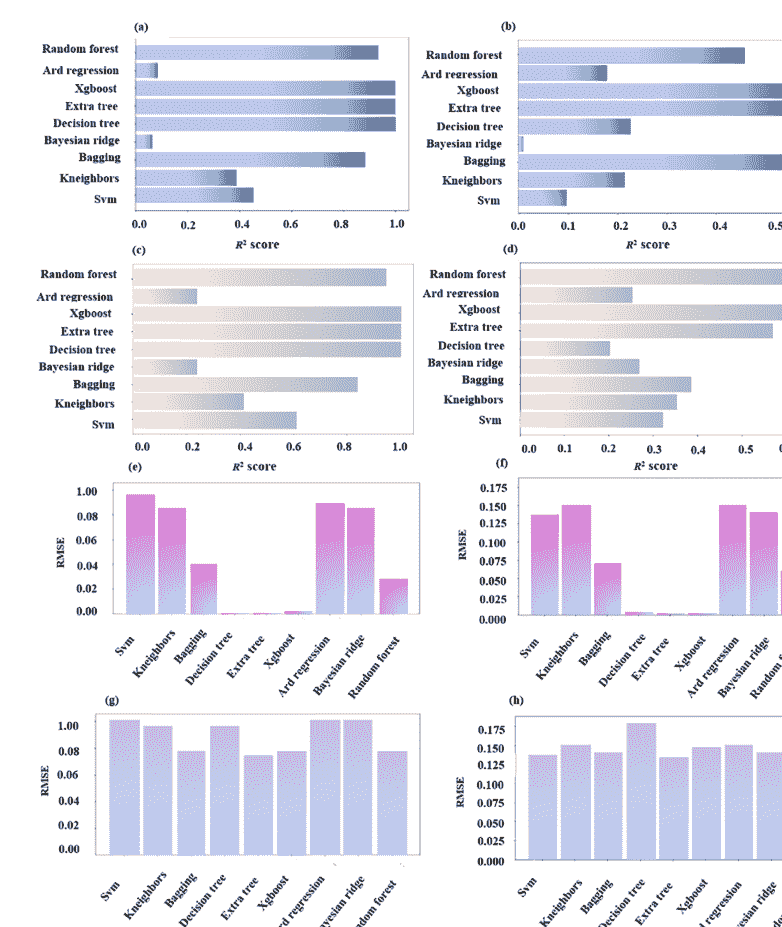 (a)
Random forest
Ard regression
Xgboost
Extra tree
Decision tree
Bayesian ridge
Bagging
Kneighbors
Svm
0.0 0.2 0.4 0.6 0.8 1.0
R² score
(b)
Random forest
Ard regression
Xgboost
Extra tree
Decision tree
Bayesian ridge
Bagging
Kneighbors
Svm
0.0 0.1 0.2 0.3 0.4 0.5
R² score
(c)
Random forest
Ard regression
Xgboost
Extra tree
Decision tree
Bayesian ridge
Bagging
Kneighbors
Svm
0.0 0.2 0.4 0.6 0.8 1.0
R² score
(d)
Random forest
Ard regression
Xgboost
Extra tree
Decision tree
Bayesian ridge
Bagging
Kneighbors
Svm
0.0 0.1 0.2 0.3 0.4 0.5
R² score
(e)
RMSE
1.00
0.08
0.06
0.04
0.02
0.00
Svm
Kneighbors
Bagging
Decision tree
Extra tree
Xgboost
Ard regression
Bayesian ridge
Random forest
(f)
RMSE
0.175
0.150
0.125
0.100
0.075
0.050
0.025
0.000
Svm
Kneighbors
Bagging
Decision tree
Extra tree
Xgboost
Ard regression
Bayesian ridge
Random
(g)
RMSE
1.00
0.08
0.06
0.04
0.02
0.00
Svm
Kneighbors
Bagging
Decision tree
Extra tree
Xgboost
rd regression
ayesian ridge
ndom forest
(h)
RMSE
0.175
0.150
0.125
0.100
0.075
0.050
0.025
0.000
Svm
Kneighbors
Bagging
Decision tree
Extra tree
Xgboost
d regression
yesian ridge